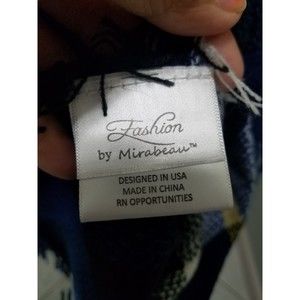 Fashion
by Mirabeau™
DESIGNED IN USA
MADE IN CHINA
RN OPPORTUNITIES